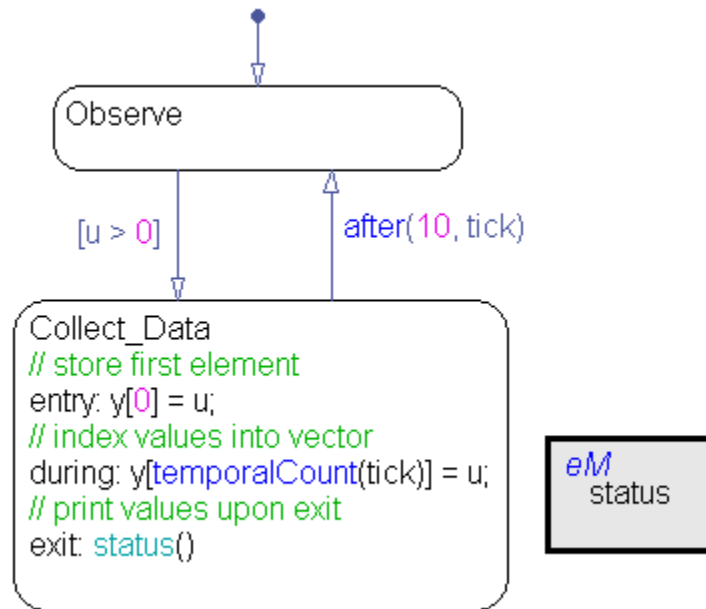 Observe
[u > 0]
after(10, tick)
Collect_Data
// store first element
entry: y[0] = u;
// index values into vector
during: y[temporalCount(tick)] = u;
// print values upon exit
exit: status()
eM
status